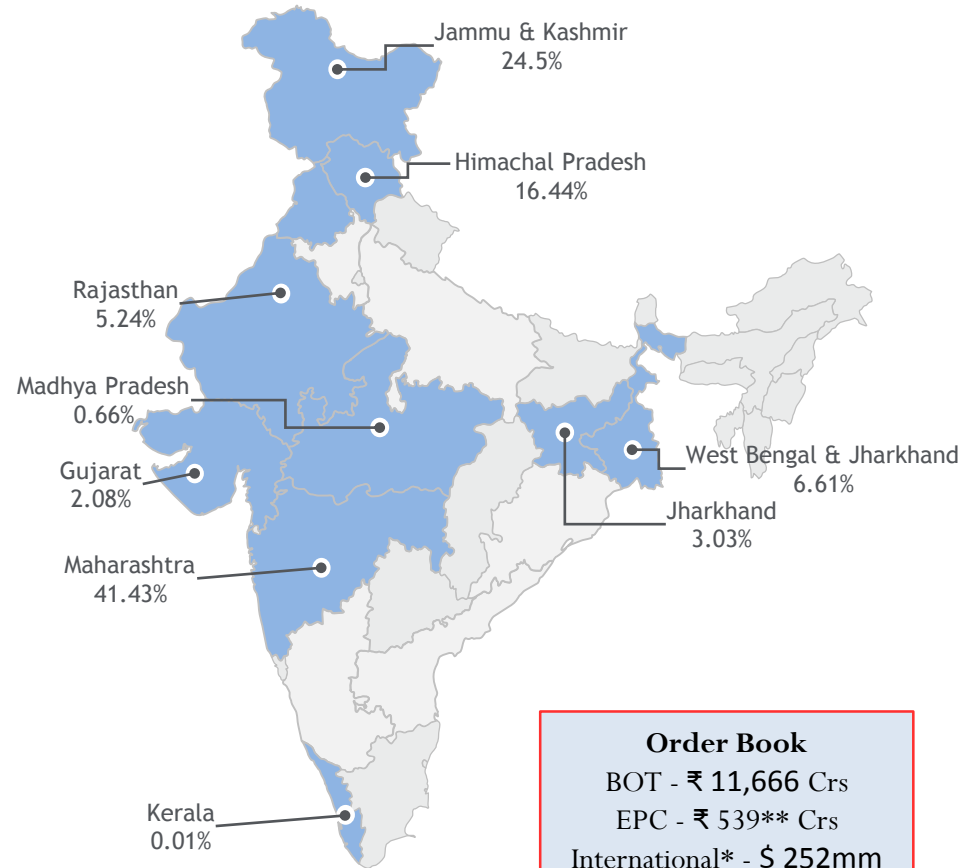 Jammu & Kashmir
24.5%
Himachal Pradesh
16.44%
Rajasthan
5.24%
Madhya Pradesh
0.66%
Gujarat
2.08%
West Bengal & Jharkhand
6.61%
Jharkhand
3.03%
Maharashtra
41.43%
Kerala
0.01%
Order Book
BOT - ₹ 11,666 Crs
EPC - ₹ 539** Crs
International* - $ 252mm